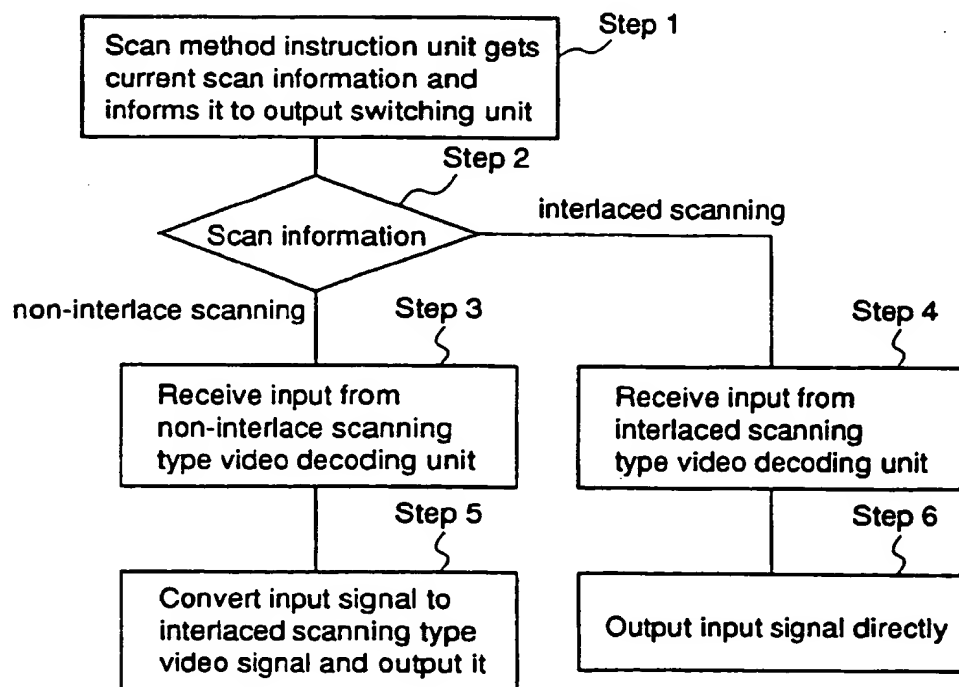 Step 1
Scan method instruction unit gets
current scan information and
informs it to output switching unit
Step 2
Scan information
interlaced scanning
non-interlace scanning
Step 3
Receive input from
non-interlace scanning
type video decoding unit
Step 4
Receive input from
interlaced scanning
type video decoding unit
Step 5
Convert input signal to
interlaced scanning type
video signal and output it
Step 6
Output input signal directly